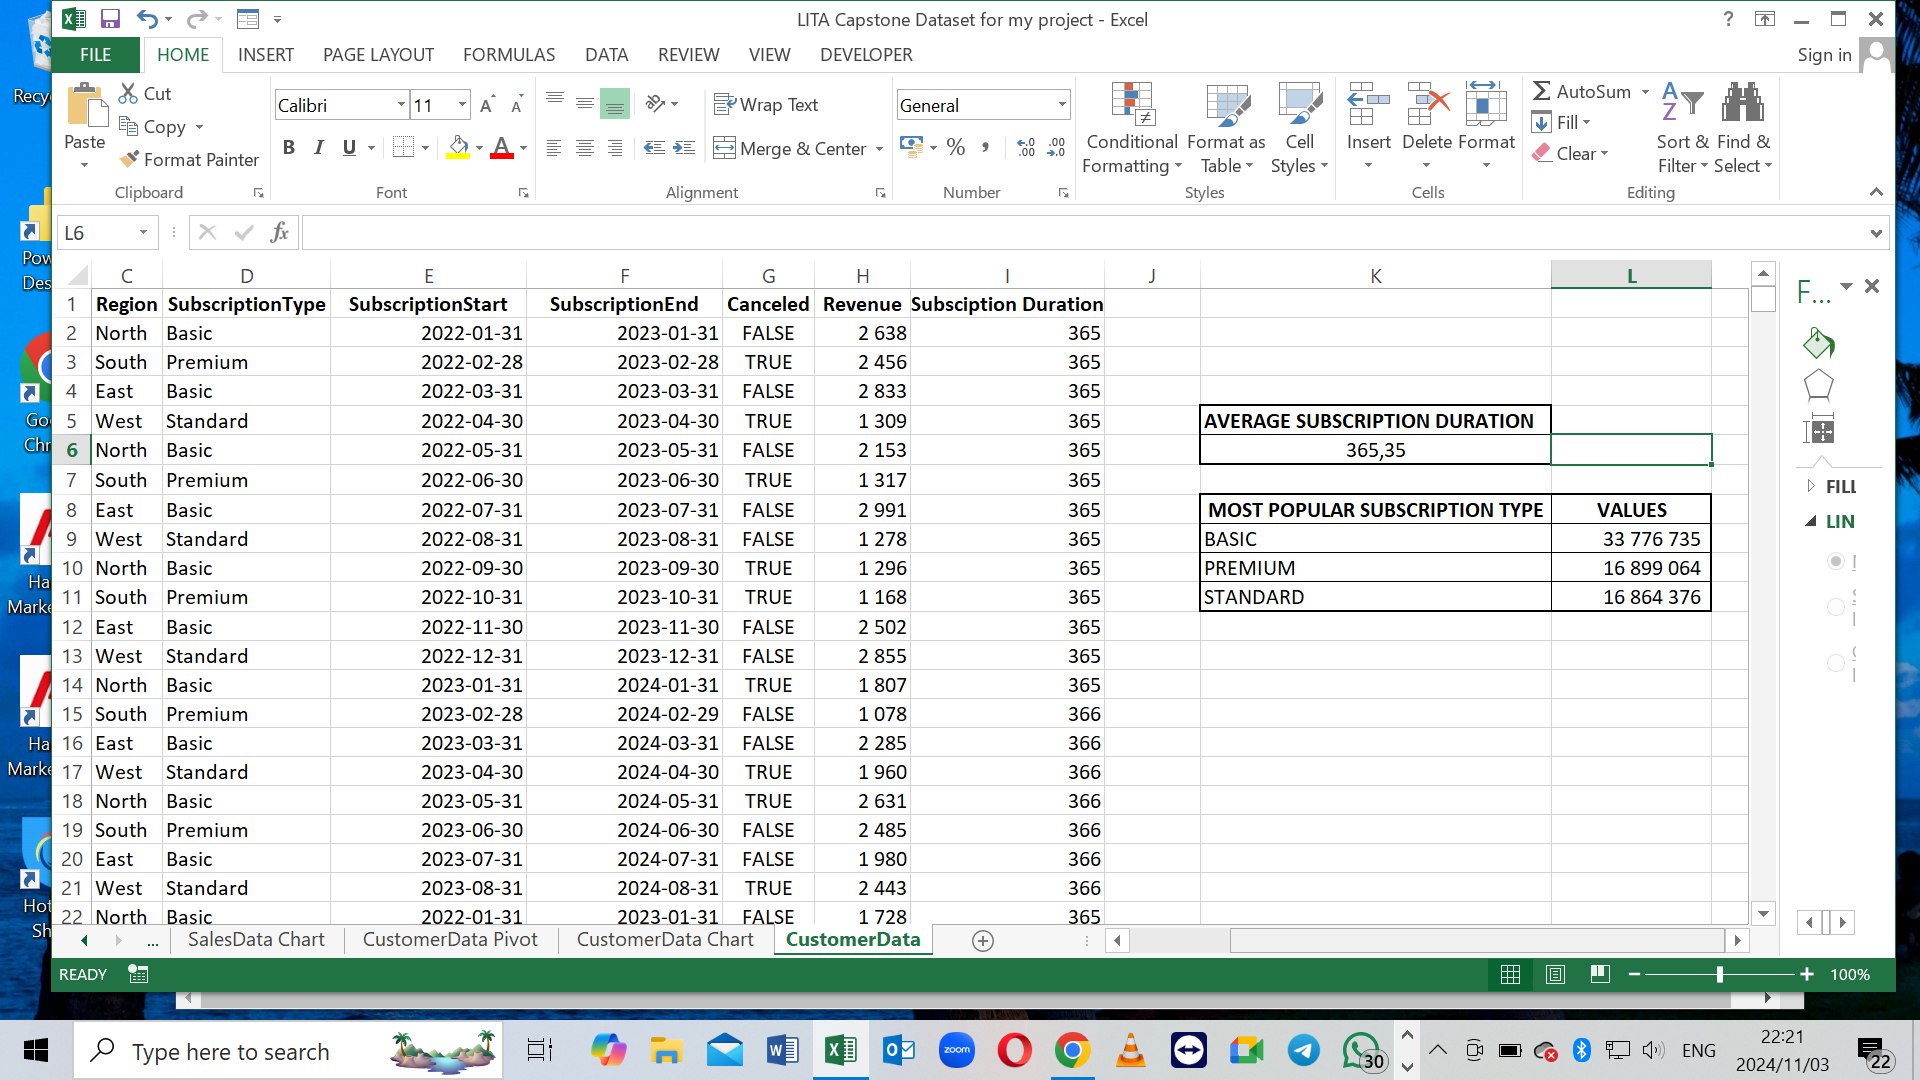 LITA Capstone Dataset for my project - Excel
?
FILE HOME INSERT PAGE LAYOUT FORMULAS DATA REVIEW VIEW DEVELOPER Sign in
Paste
Cut
Copy
Format Painter
Clipboard
Calibri 11
B I U
Font
Wrap Text
Merge & Center
Alignment
General
%
Number
Conditional Formatting
Format as Table
Cell Styles
Styles
Insert
Delete
Format
Cells
AutoSum
Fill
Clear
Sort & Filter
Find & Select
Editing
L6 fx
C D E F G H I J K L
1 Region SubscriptionType SubscriptionStart SubscriptionEnd Canceled Revenue Subsciption Duration
2 North Basic 2022-01-31 2023-01-31 FALSE 2 638 365
3 South Premium 2022-02-28 2023-02-28 TRUE 2 456 365
4 East Basic 2022-03-31 2023-03-31 FALSE 2 833 365
5 West Standard 2022-04-30 2023-04-30 TRUE 1 309 365 AVERAGE SUBSCRIPTION DURATION
6 North Basic 2022-05-31 2023-05-31 FALSE 2 153 365 365,35
7 South Premium 2022-06-30 2023-06-30 TRUE 1 317 365
8 East Basic 2022-07-31 2023-07-31 FALSE 2 991 365 MOST POPULAR SUBSCRIPTION TYPE VALUES
9 West Standard 2022-08-31 2023-08-31 FALSE 1 278 365 BASIC 33 776 735
10 North Basic 2022-09-30 2023-09-30 TRUE 1 296 365 PREMIUM 16 899 064
11 South Premium 2022-10-31 2023-10-31 TRUE 1 168 365 STANDARD 16 864 376
12 East Basic 2022-11-30 2023-11-30 FALSE 2 502 365
13 West Standard 2022-12-31 2023-12-31 FALSE 2 855 365
14 North Basic 2023-01-31 2024-01-31 TRUE 1 807 365
15 South Premium 2023-02-28 2024-02-29 FALSE 1 078 366
16 East Basic 2023-03-31 2024-03-31 FALSE 2 285 366
17 West Standard 2023-04-30 2024-04-30 TRUE 1 960 366
18 North Basic 2023-05-31 2024-05-31 TRUE 2 631 366
19 South Premium 2023-06-30 2024-06-30 FALSE 2 485 366
20 East Basic 2023-07-31 2024-07-31 FALSE 1 980 366
21 West Standard 2023-08-31 2024-08-31 TRUE 2 443 366
22 North Basic 2022-01-31 2023-01-31 FALSE 1 728 365
F...
FILL
LIN
... SalesData Chart CustomerData Pivot CustomerData Chart CustomerData
READY 100%
Recy
Pow
Des
Go
Chr
Ha
Marke
Ha
Marke
Hot
Sh
Type here to search
zoom
30
ENG
22:21
2024/11/03
22